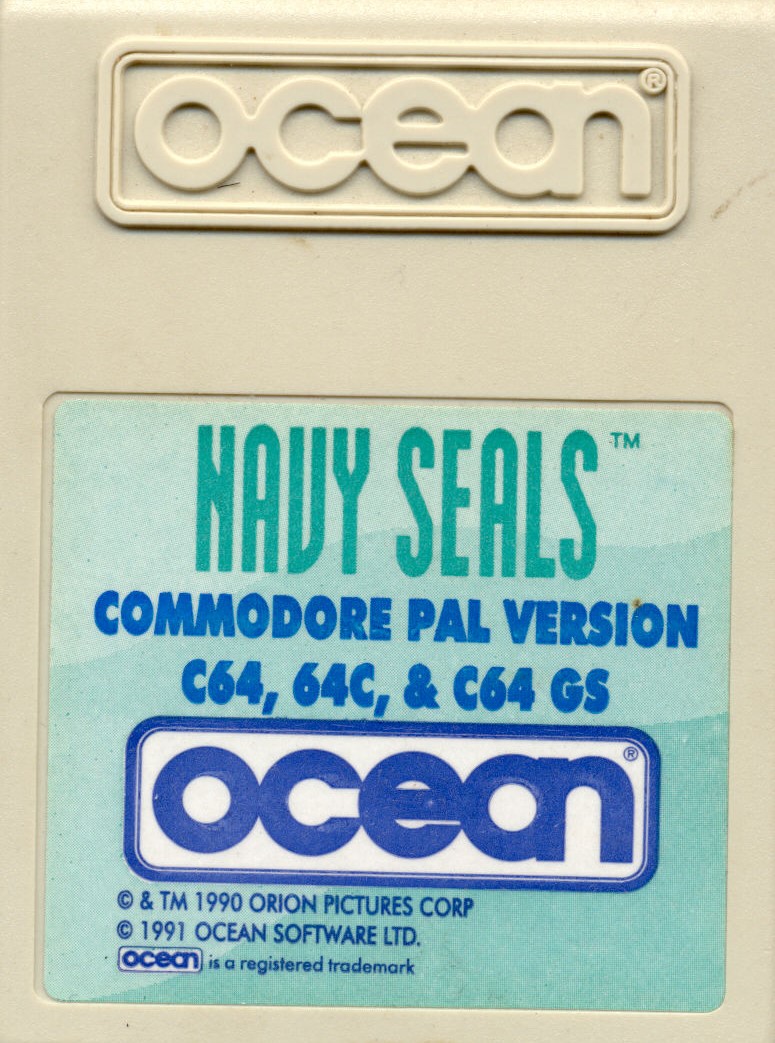 ocean®
NAVY SEALS™
COMMODORE PAL VERSION
C64, 64C, & C64 GS
ocean®
© & TM 1990 ORION PICTURES CORP
© 1991 OCEAN SOFTWARE LTD.
ocean is a registered trademark